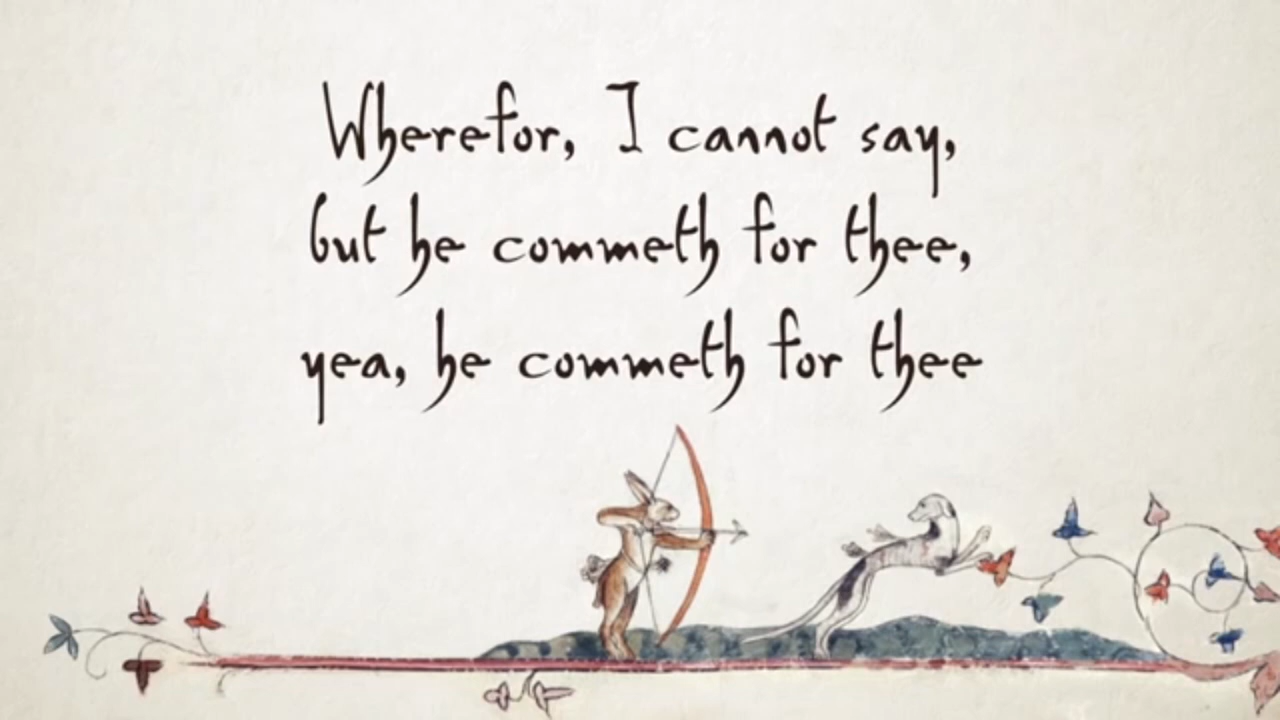 Wherefor, I cannot say,
but he commeth for thee,
yea, he commeth for thee